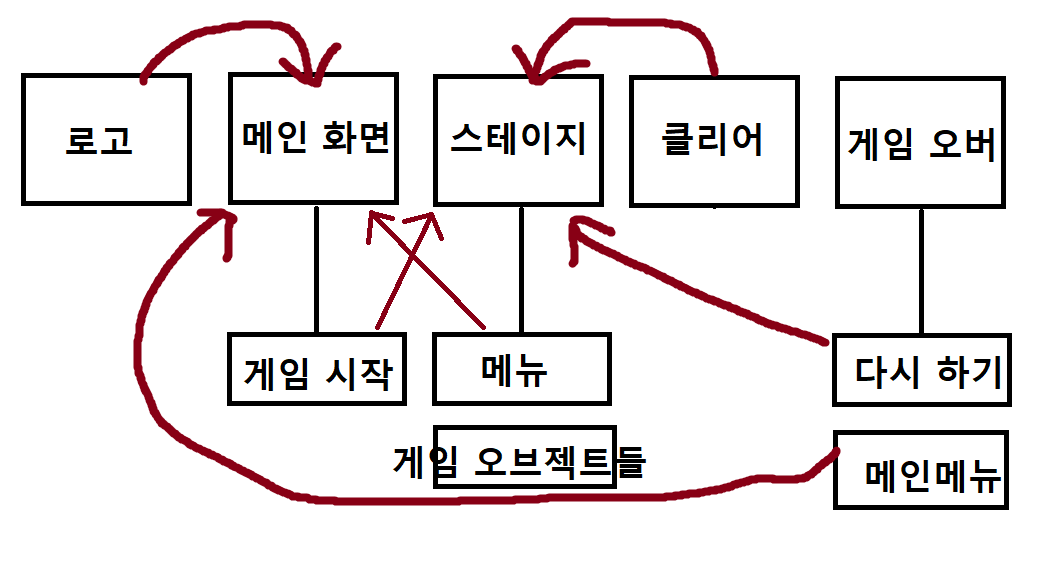 로고
메인 화면
스테이지
클리어
게임 오버
게임 시작
메뉴
다시 하기
게임 오브젝트들
메인메뉴